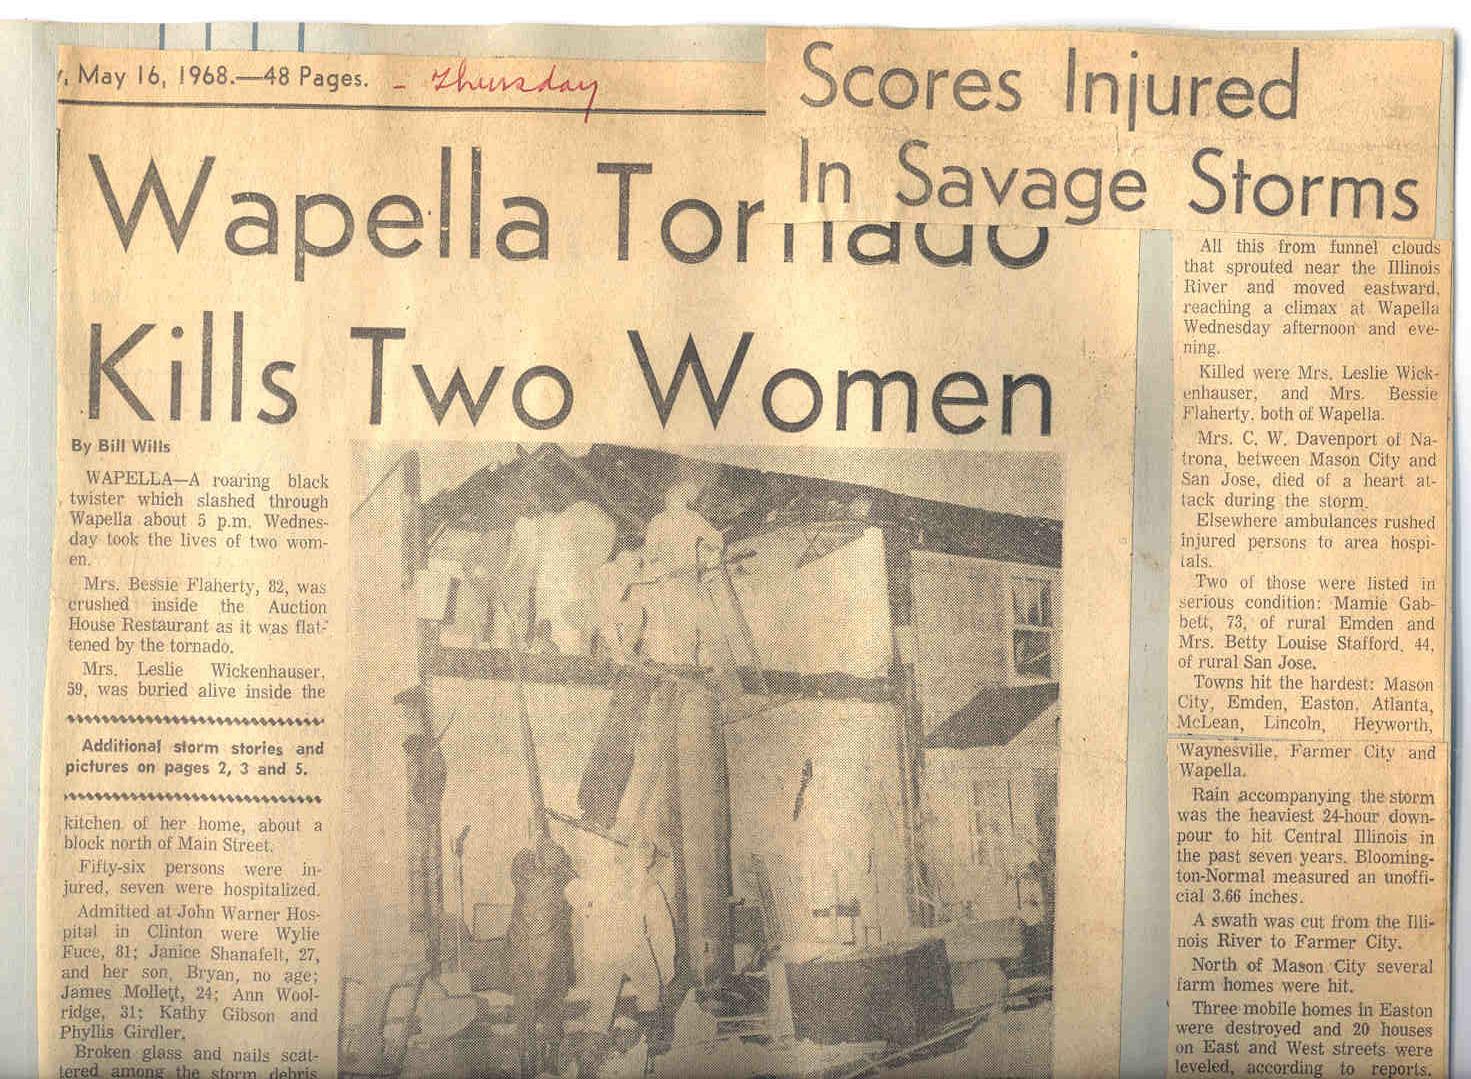 , May 16, 1968.—48 Pages. - Thursday
Scores Injured
In Savage Storms
Wapella Tornado
Kills Two Women
By Bill Wills
WAPELLA—A roaring black
twister which slashed through
Wapella about 5 p.m. Wednes-
day took the lives of two wom-
en.
Mrs. Bessie Flaherty, 82, was
crushed inside the Auction
House Restaurant as it was flat-
tened by the tornado.
Mrs. Leslie Wickenhauser,
59, was buried alive inside the
Additional storm stories and
pictures on pages 2, 3 and 5.
kitchen of her home, about a
block north of Main Street.
Fifty-six persons were in-
jured, seven were hospitalized.
Admitted at John Warner Hos-
pital in Clinton were Wylie
Fuce, 81; Janice Shanafelt, 27,
and her son, Bryan, no age;
James Mollett, 24; Ann Wool-
ridge, 31; Kathy Gibson and
Phyllis Girdler.
Broken glass and nails scat-
tered among the storm debris
All this from funnel clouds
that sprouted near the Illinois
River and moved eastward,
reaching a climax at Wapella
Wednesday afternoon and eve-
ning.
Killed were Mrs. Leslie Wick-
enhauser, and Mrs. Bessie
Flaherty, both of Wapella.
Mrs. C. W. Davenport of Na-
trona, between Mason City and
San Jose, died of a heart at-
tack during the storm.
Elsewhere ambulances rushed
injured persons to area hospi-
tals.
Two of those were listed in
serious condition: Mamie Gab-
bett, 73, of rural Emden and
Mrs. Betty Louise Stafford, 44,
of rural San Jose.
Towns hit the hardest: Mason
City, Emden, Easton, Atlanta,
McLean, Lincoln, Heyworth,
Waynesville, Farmer City and
Wapella.
Rain accompanying the storm
was the heaviest 24-hour down-
pour to hit Central Illinois in
the past seven years. Blooming-
ton-Normal measured an unoffi-
cial 3.66 inches.
A swath was cut from the Illi-
nois River to Farmer City.
North of Mason City several
farm homes were hit.
Three mobile homes in Easton
were destroyed and 20 houses
on East and West streets were
leveled, according to reports.